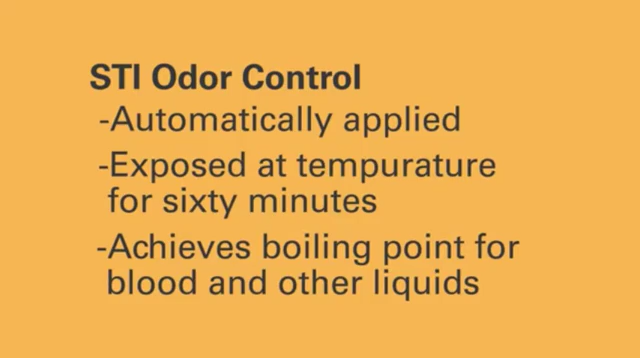 STI Odor Control
-Automatically applied
-Exposed at tempurature
for sixty minutes
-Achieves boiling point for
blood and other liquids